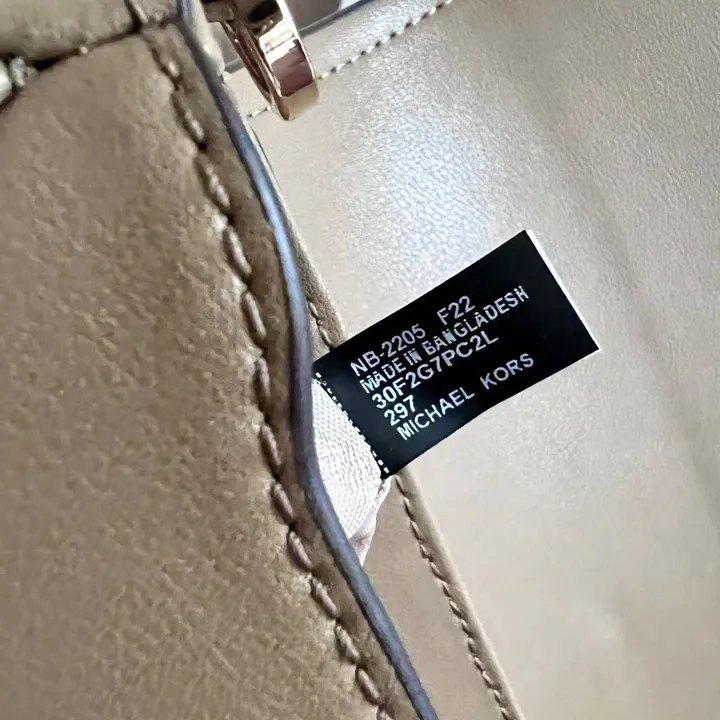 NB-2205 F22
MADE IN BANGLADESH
30F2G7PC2L
297
MICHAEL KORS